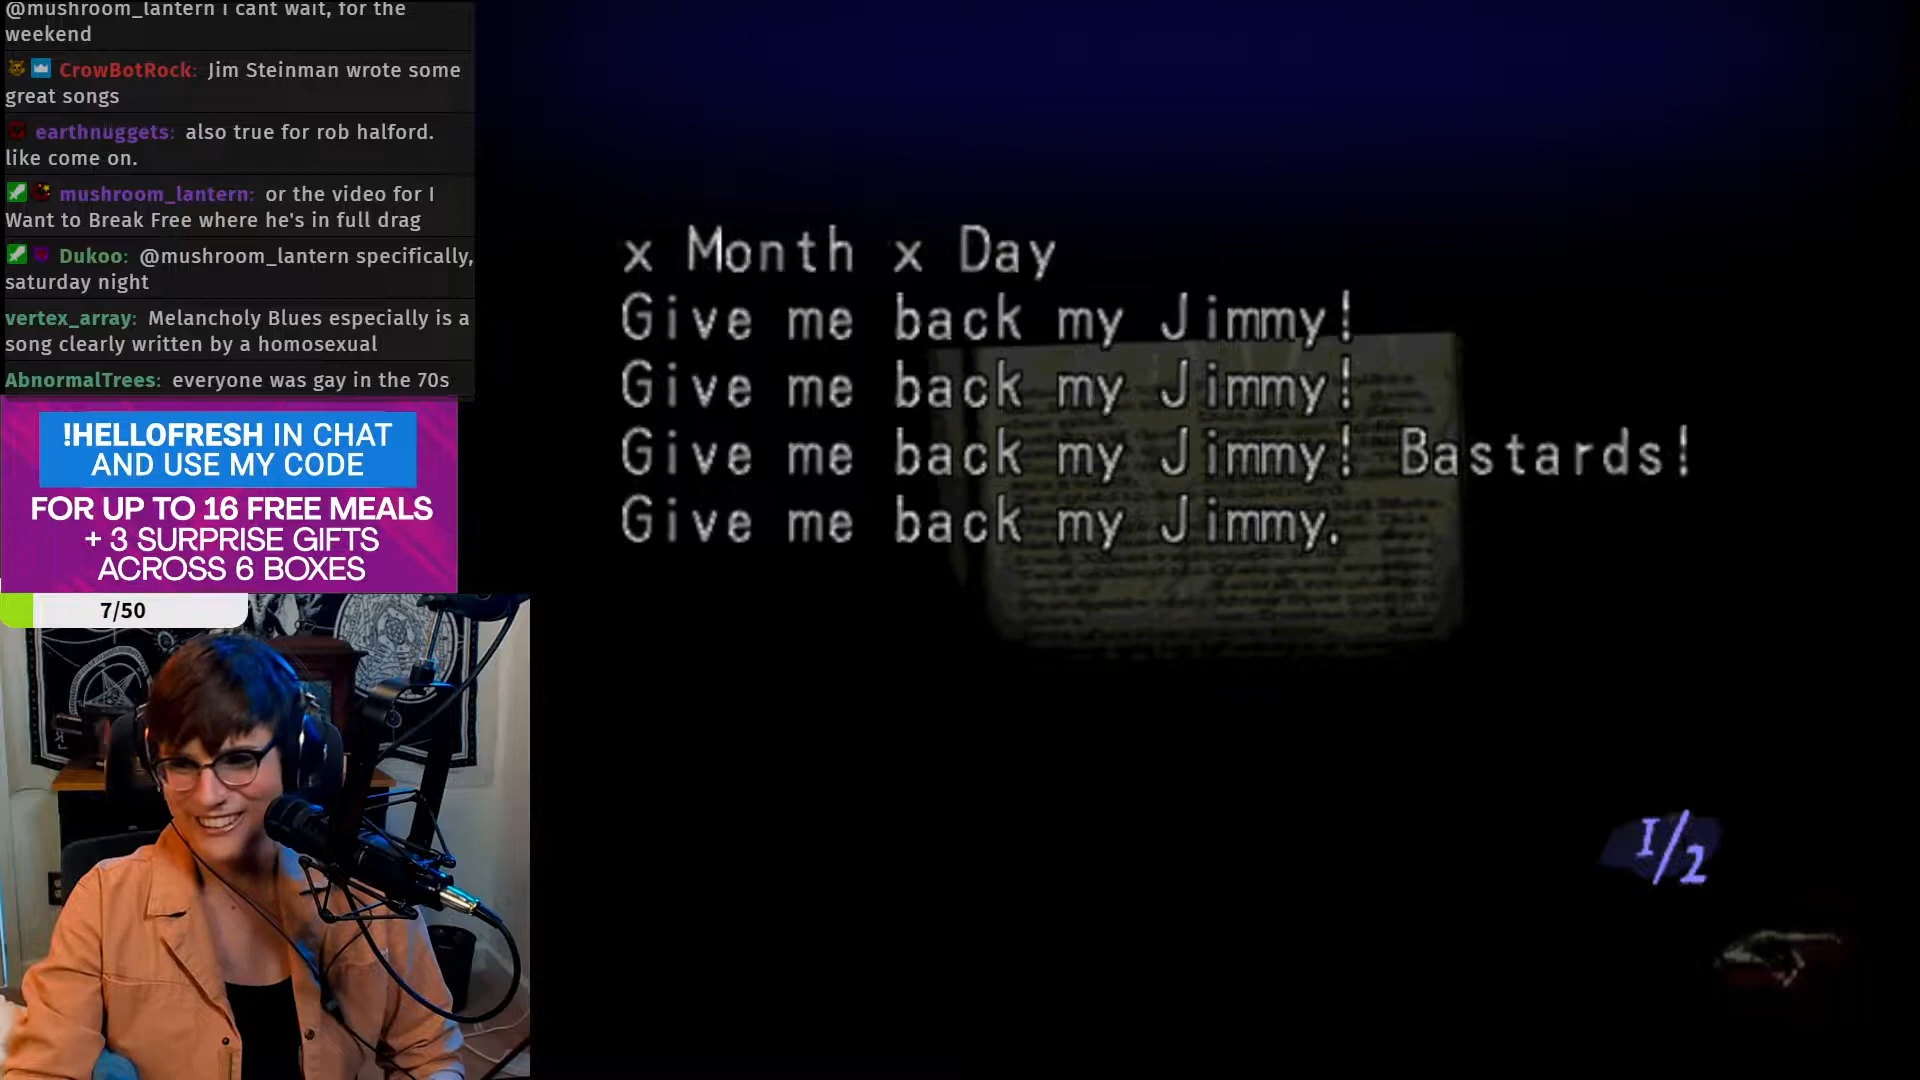 @mushroom_lantern i cant wait, for the
weekend
CrowBotRock: Jim Steinman wrote some
great songs
earthnuggets: also true for rob halford.
like come on.
mushroom_lantern: or the video for I
Want to Break Free where he's in full drag
Dukoo: @mushroom_lantern specifically,
saturday night
vertex_array: Melancholy Blues especially is a
song clearly written by a homosexual
AbnormalTrees: everyone was gay in the 70s
!HELLOFRESH IN CHAT
AND USE MY CODE
FOR UP TO 16 FREE MEALS
+ 3 SURPRISE GIFTS
ACROSS 6 BOXES
7/50
x Month x Day
Give me back my Jimmy!
Give me back my Jimmy!
Give me back my Jimmy! Bastards!
Give me back my Jimmy.
1/2